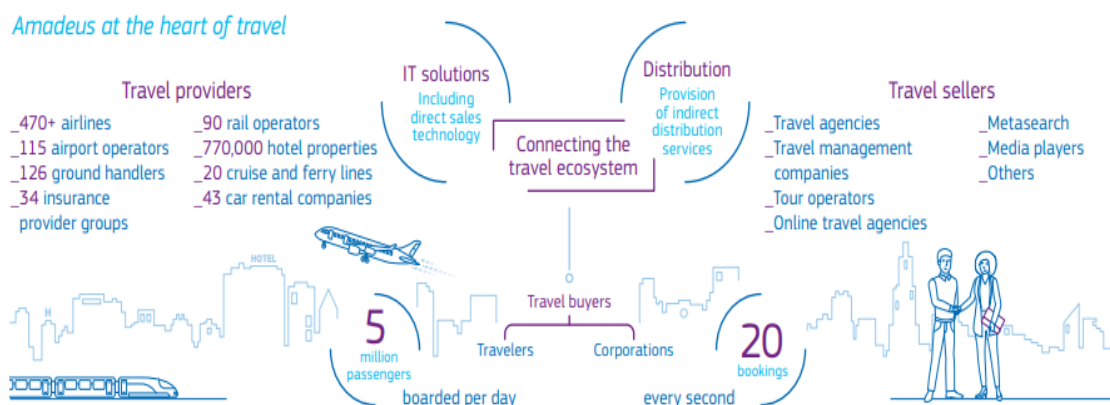 Amadeus at the heart of travel
Travel providers
_470+ airlines
_115 airport operators
_126 ground handlers
_34 insurance
provider groups
_90 rail operators
_770,000 hotel properties
_20 cruise and ferry lines
_43 car rental companies
IT solutions
Including
direct sales
technology
Connecting the
travel ecosystem
Distribution
Provision
of indirect
distribution
services
Travel sellers
_Travel agencies
_Travel management
companies
_Tour operators
_Online travel agencies
_Metasearch
_Media players
_Others
HOTEL
H
Travel buyers
Travelers
Corporations
5
million
passengers
boarded per day
20
bookings
every second